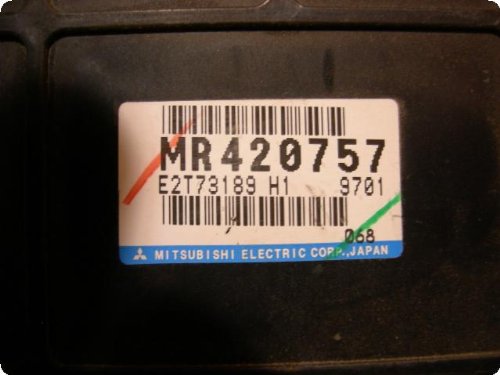 MR420757
E2T73189 H1 9701
068
MITSUBISHI ELECTRIC CORP.,JAPAN